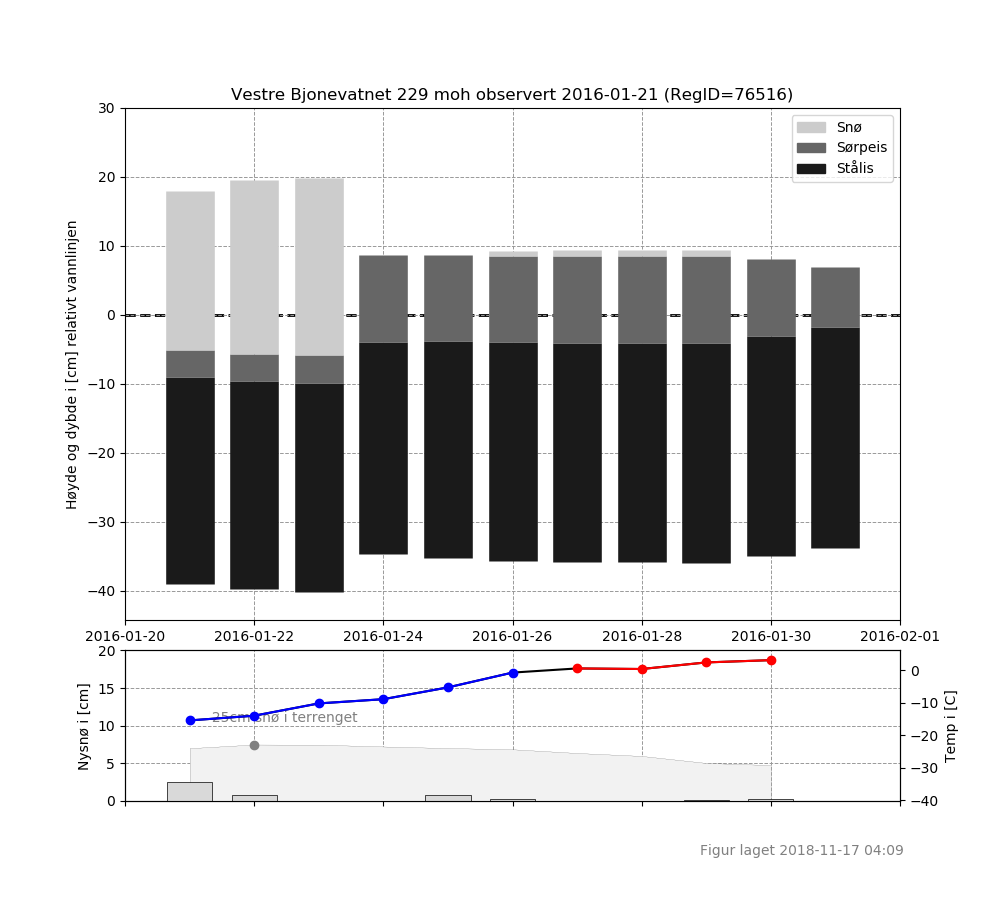 Vestre Bjonevatnet 229 moh observert 2016-01-21 (RegID=76516)
Høyde og dybde i [cm] relativt vannlinjen
30
20
10
0
−10
−20
−30
−40
Snø
Sørpeis
Stålis
2016-01-20 2016-01-22 2016-01-24 2016-01-26 2016-01-28 2016-01-30 2016-02-01
Nysnø i [cm]
20
15
10
5
0
25cm snø i terrenget
0
−10
−20
−30
−40
Temp i [C]
Figur laget 2018-11-17 04:09